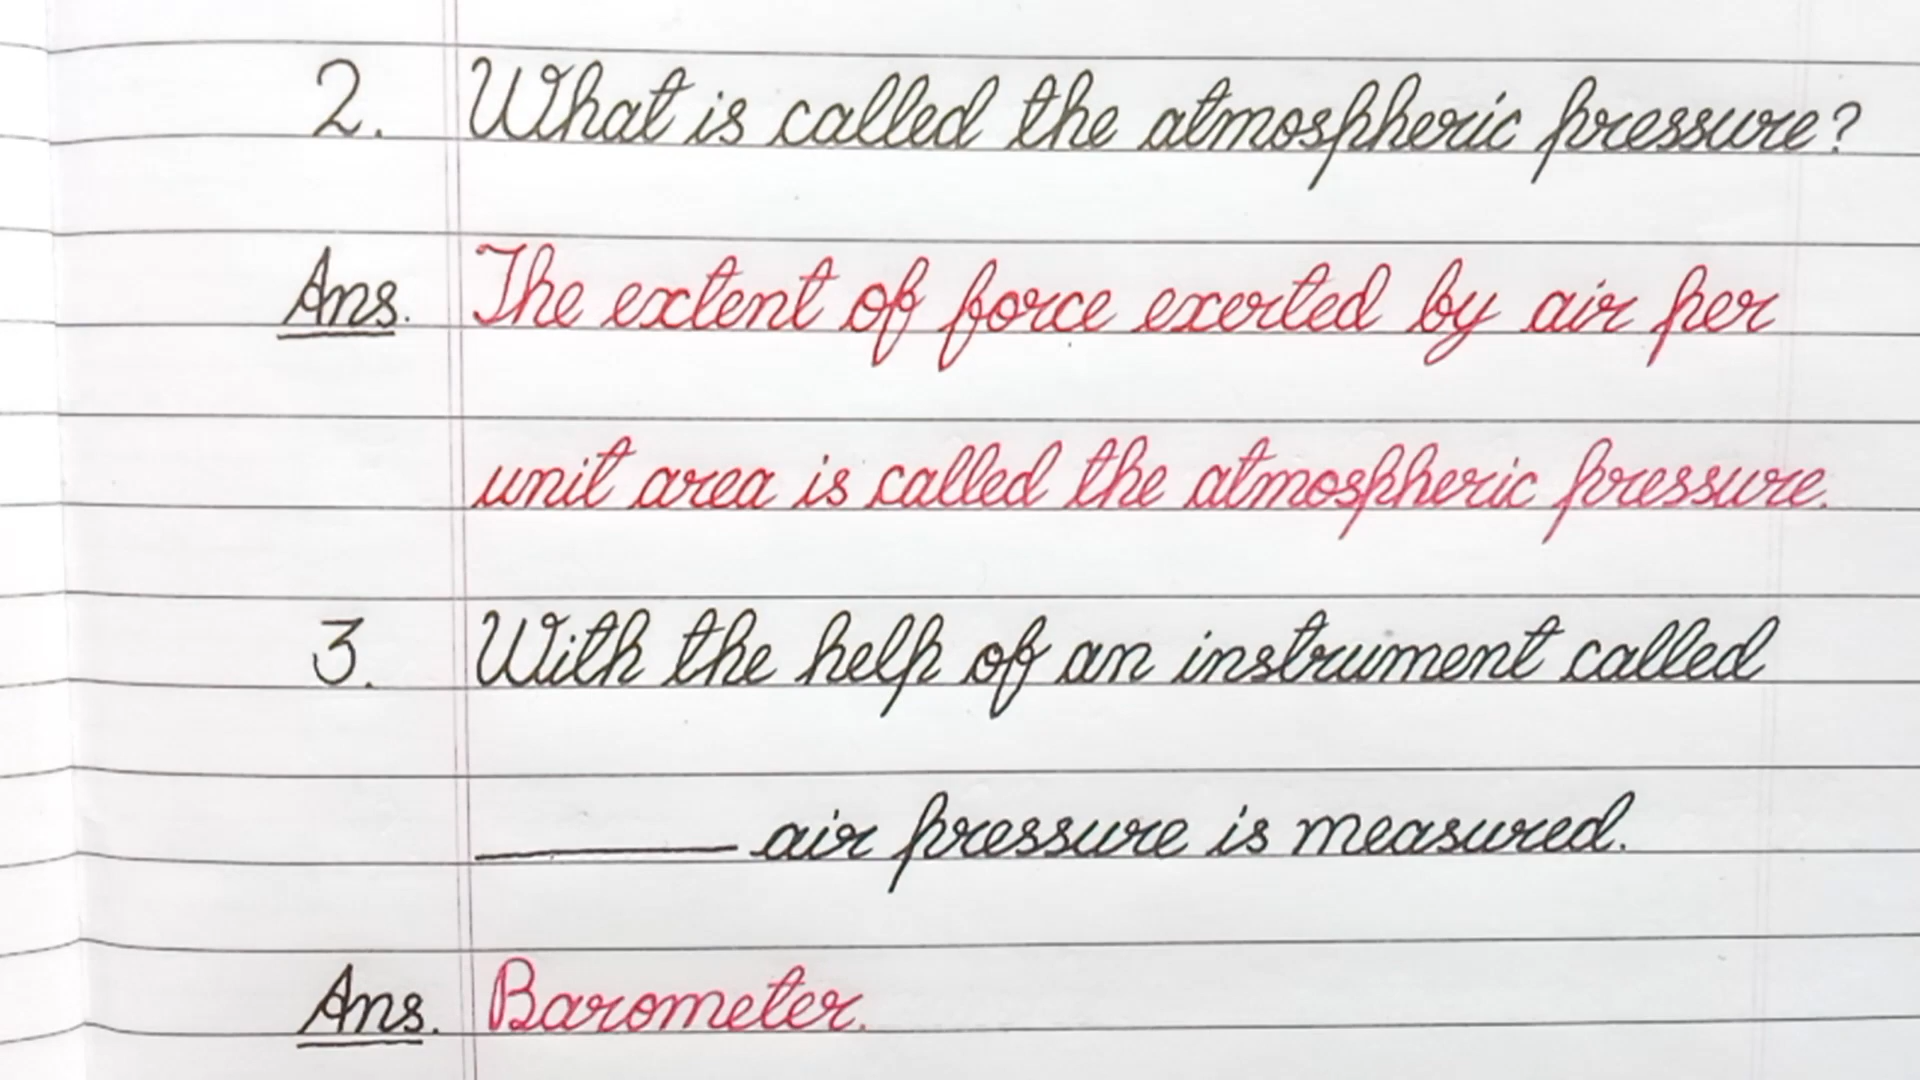 2. What is called the atmospheric pressure?
Ans. The extent of force exerted by air per
unit area is called the atmospheric pressure.
3. With the help of an instrument called
________ air pressure is measured.
Ans. Barometer.